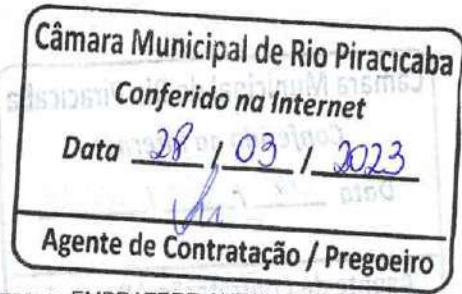 Câmara Municipal de Rio Piracicaba
Conferido na Internet
Data 28 / 03 / 2023
Agente de Contratação / Pregoeiro